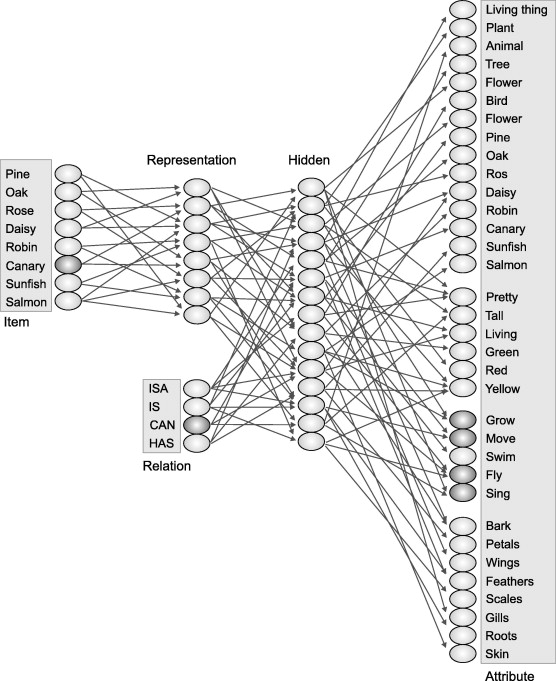 Representation
Hidden
Pine
Oak
Rose
Daisy
Robin
Canary
Sunfish
Salmon
Item
ISA
IS
CAN
HAS
Relation
Living thing
Plant
Animal
Tree
Flower
Bird
Flower
Pine
Oak
Ros
Daisy
Robin
Canary
Sunfish
Salmon
Pretty
Tall
Living
Green
Red
Yellow
Grow
Move
Swim
Fly
Sing
Bark
Petals
Wings
Feathers
Scales
Gills
Roots
Skin
Attribute